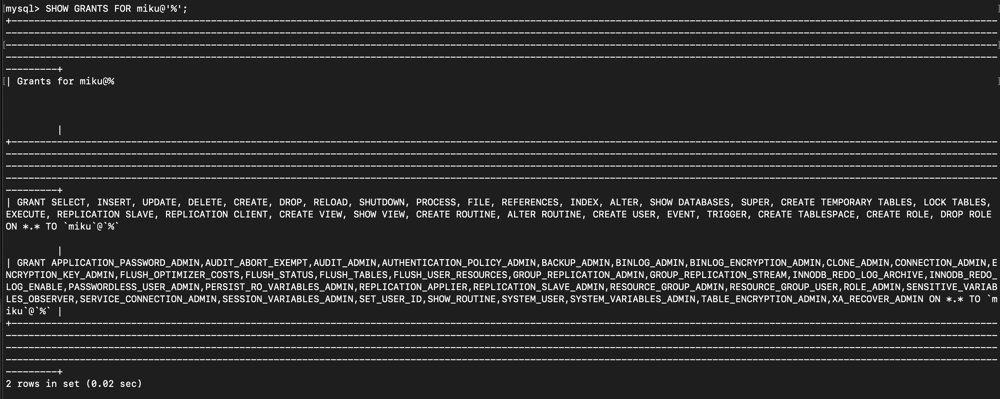 [mysql> SHOW GRANTS FOR miku@'%'; ]
+------------------------------------------------------------------------------------------------------------------------------------------------------------------------------
------------------------------------------------------------------------------------------------------------------------------------------------------------------------------
[------------------------------------------------------------------------------------------------------------------------------------------------------------------------------]
------------------------------------------------------------------------------------------------------------------------------------------------------------------------------
---------+
[| Grants for miku@% ]
|
+------------------------------------------------------------------------------------------------------------------------------------------------------------------------------
------------------------------------------------------------------------------------------------------------------------------------------------------------------------------
------------------------------------------------------------------------------------------------------------------------------------------------------------------------------
------------------------------------------------------------------------------------------------------------------------------------------------------------------------------
---------+
| GRANT SELECT, INSERT, UPDATE, DELETE, CREATE, DROP, RELOAD, SHUTDOWN, PROCESS, FILE, REFERENCES, INDEX, ALTER, SHOW DATABASES, SUPER, CREATE TEMPORARY TABLES, LOCK TABLES,
EXECUTE, REPLICATION SLAVE, REPLICATION CLIENT, CREATE VIEW, SHOW VIEW, CREATE ROUTINE, ALTER ROUTINE, CREATE USER, EVENT, TRIGGER, CREATE TABLESPACE, CREATE ROLE, DROP ROLE
ON *.* TO `miku`@`%`
|
| GRANT APPLICATION_PASSWORD_ADMIN,AUDIT_ABORT_EXEMPT,AUDIT_ADMIN,AUTHENTICATION_POLICY_ADMIN,BACKUP_ADMIN,BINLOG_ADMIN,BINLOG_ENCRYPTION_ADMIN,CLONE_ADMIN,CONNECTION_ADMIN,E
NCRYPTION_KEY_ADMIN,FLUSH_OPTIMIZER_COSTS,FLUSH_STATUS,FLUSH_TABLES,FLUSH_USER_RESOURCES,GROUP_REPLICATION_ADMIN,GROUP_REPLICATION_STREAM,INNODB_REDO_LOG_ARCHIVE,INNODB_REDO_
LOG_ENABLE,PASSWORDLESS_USER_ADMIN,PERSIST_RO_VARIABLES_ADMIN,REPLICATION_APPLIER,REPLICATION_SLAVE_ADMIN,RESOURCE_GROUP_ADMIN,RESOURCE_GROUP_USER,ROLE_ADMIN,SENSITIVE_VARIAB
LES_OBSERVER,SERVICE_CONNECTION_ADMIN,SESSION_VARIABLES_ADMIN,SET_USER_ID,SHOW_ROUTINE,SYSTEM_USER,SYSTEM_VARIABLES_ADMIN,TABLE_ENCRYPTION_ADMIN,XA_RECOVER_ADMIN ON *.* TO `m
iku`@`%` |
+------------------------------------------------------------------------------------------------------------------------------------------------------------------------------
------------------------------------------------------------------------------------------------------------------------------------------------------------------------------
------------------------------------------------------------------------------------------------------------------------------------------------------------------------------
------------------------------------------------------------------------------------------------------------------------------------------------------------------------------
---------+
2 rows in set (0.02 sec)